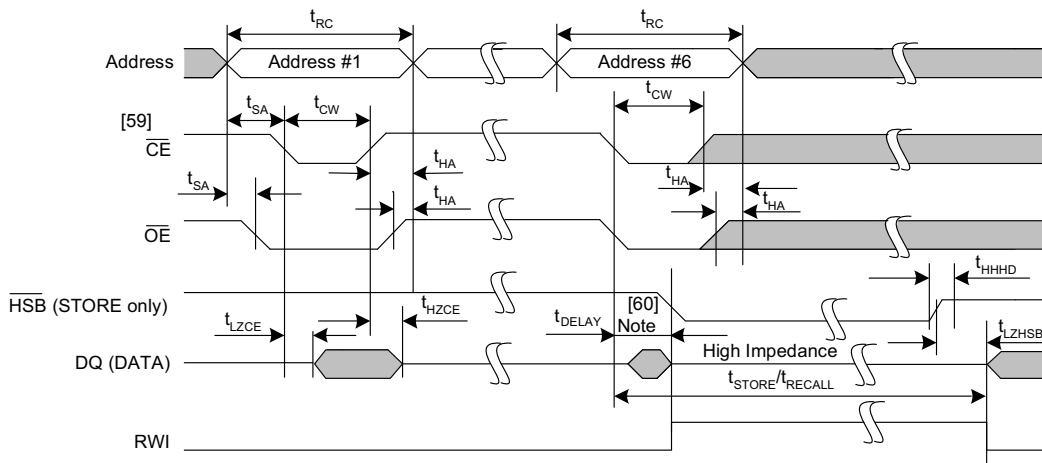 tRC
tRC
Address
Address #1
Address #6
tSA
tCW
tCW
[59]
CE
tHA
tSA
tHA
tHA
tHA
OE
tHHHD
HSB (STORE only)
tHZCE
[60]
tLZCE
tDELAY
Note
tLZHSB
DQ (DATA)
High Impedance
tSTORE/tRECALL
RWI